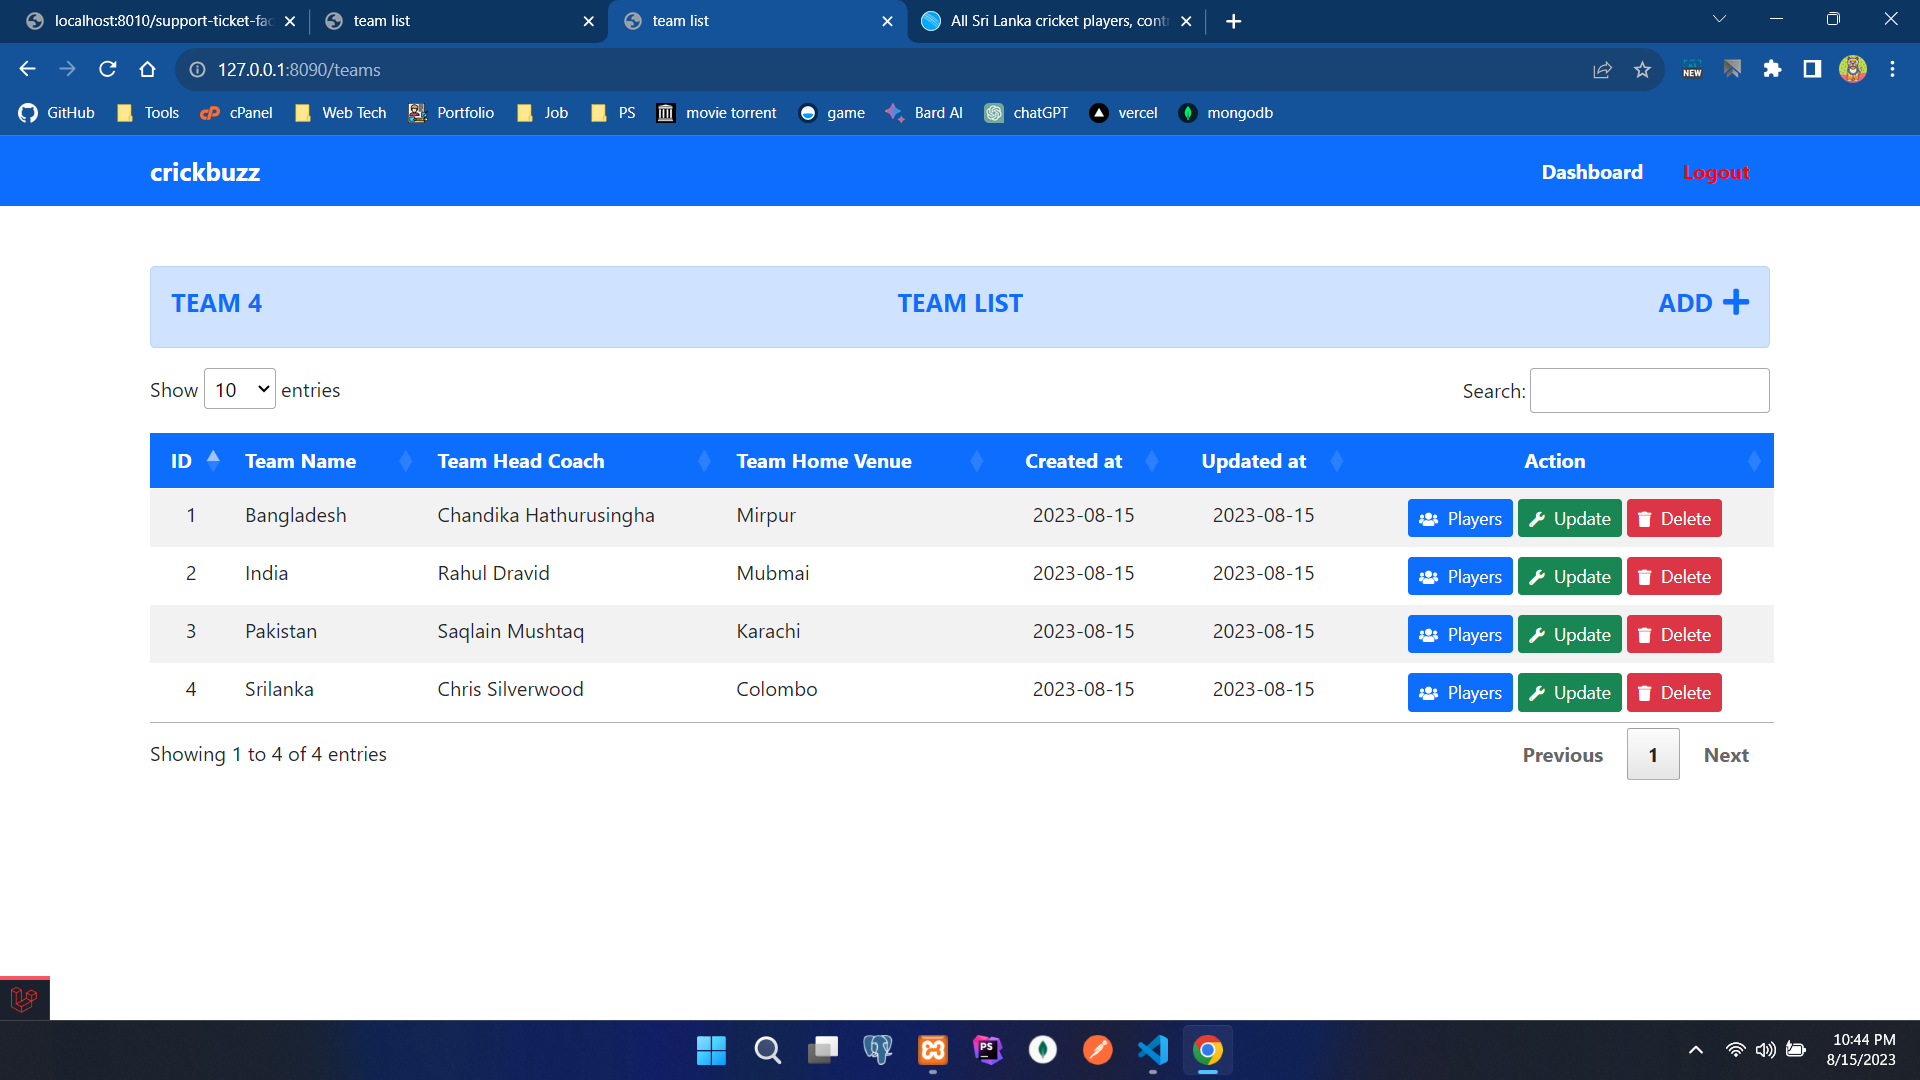 localhost:8010/support-ticket-fac team list team list All Sri Lanka cricket players, contr
127.0.0.1:8090/teams NEW
GitHub Tools cPanel Web Tech Portfolio Job PS movie torrent game Bard AI chatGPT vercel mongodb
crickbuzz Dashboard Logout
TEAM 4 TEAM LIST ADD
Show 10 entries Search:
ID Team Name Team Head Coach Team Home Venue Created at Updated at Action
1 Bangladesh Chandika Hathurusingha Mirpur 2023-08-15 2023-08-15 Players Update Delete
2 India Rahul Dravid Mubmai 2023-08-15 2023-08-15 Players Update Delete
3 Pakistan Saqlain Mushtaq Karachi 2023-08-15 2023-08-15 Players Update Delete
4 Srilanka Chris Silverwood Colombo 2023-08-15 2023-08-15 Players Update Delete
Showing 1 to 4 of 4 entries Previous 1 Next
PS
10:44 PM
8/15/2023